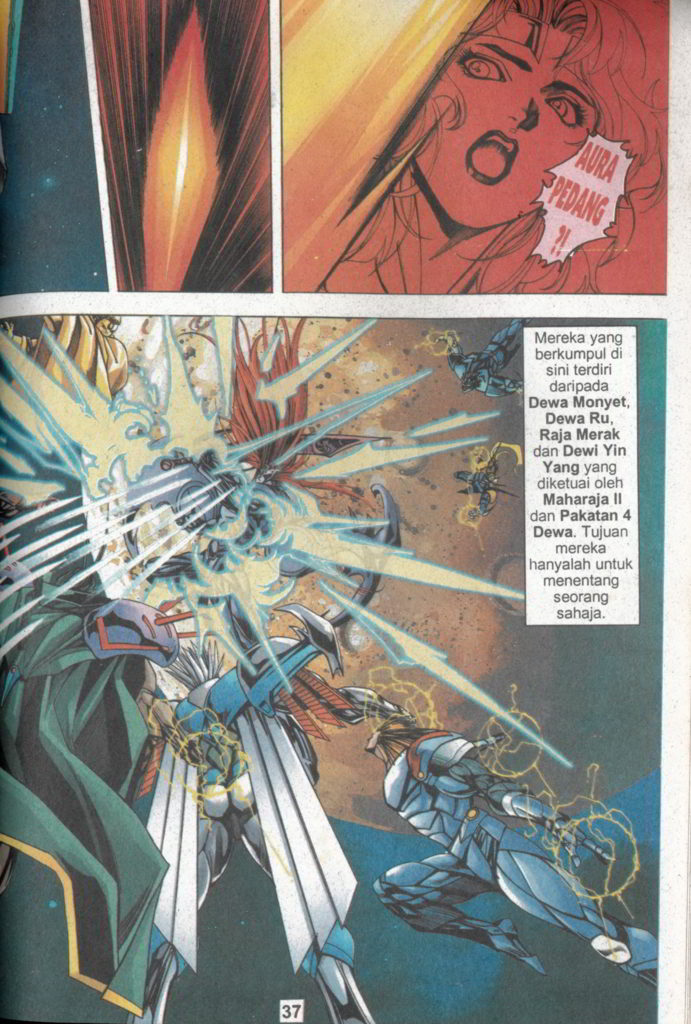 AURA
PEDANG
?!
Mereka yang
berkumpul di
sini terdiri
daripada
Dewa Monyet,
Dewa Ru,
Raja Merak
dan Dewi Yin
Yang yang
diketuai oleh
Maharaja II
dan Pakatan 4
Dewa. Tujuan
mereka
hanyalah untuk
menentang
seorang
sahaja.
37